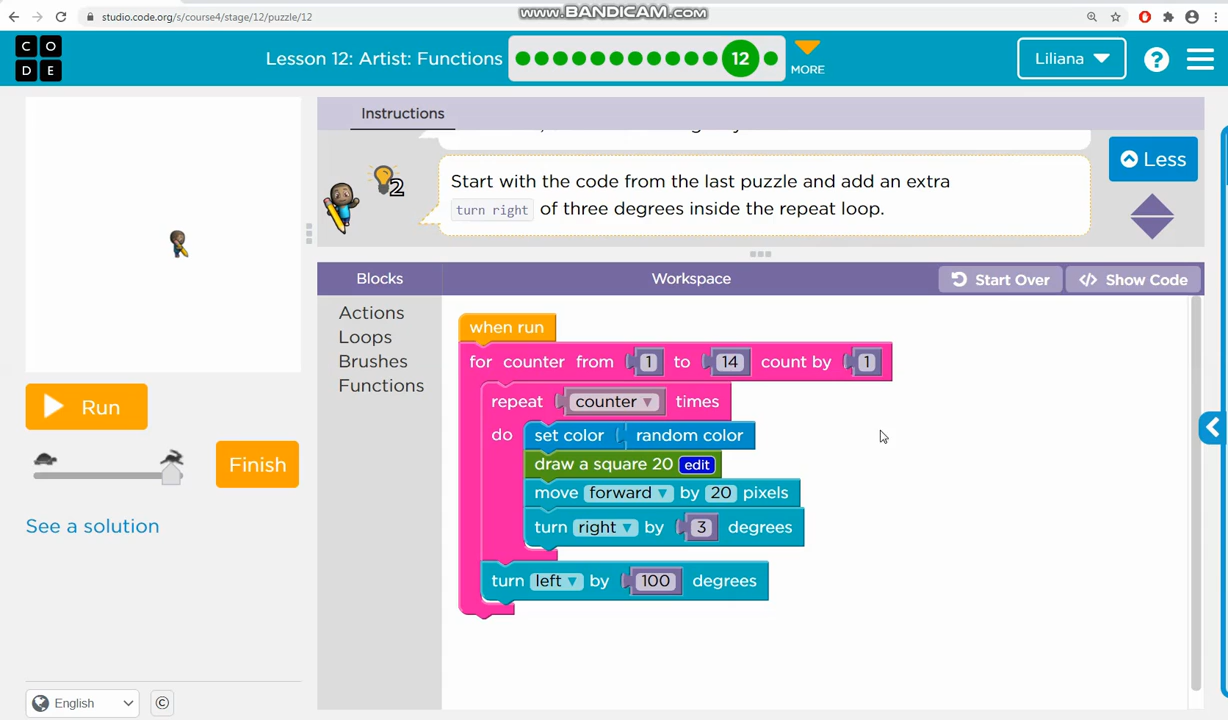 studio.code.org/s/course4/stage/12/puzzle/12
www.BANDICAM.com
C O
D E
Lesson 12: Artist: Functions
12
MORE
Liliana
?
Instructions
2
Start with the code from the last puzzle and add an extra
turn right of three degrees inside the repeat loop.
Less
Blocks
Workspace
Start Over
</> Show Code
Actions
Loops
Brushes
Functions
when run
for counter from 1 to 14 count by 1
repeat counter times
do set color random color
draw a square 20 edit
move forward by 20 pixels
turn right by 3 degrees
turn left by 100 degrees
Run
Finish
See a solution
English
©